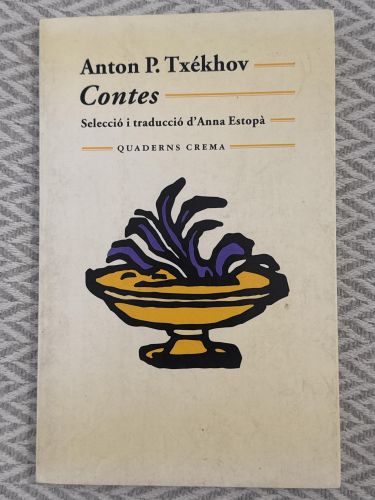 Anton P. Txékhov
Contes
Selecció i traducció d'Anna Estopà
QUADERNS CREMA